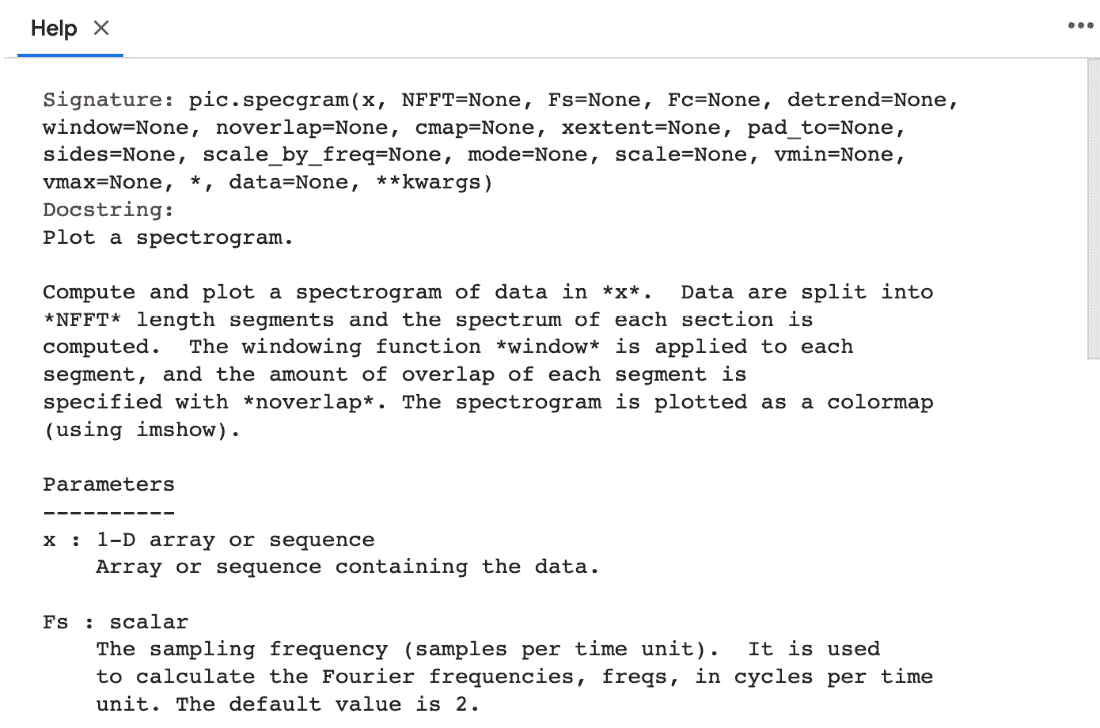 Help ×
Signature: pic.specgram(x, NFFT=None, Fs=None, Fc=None, detrend=None,
window=None, noverlap=None, cmap=None, xextent=None, pad_to=None,
sides=None, scale_by_freq=None, mode=None, scale=None, vmin=None,
vmax=None, *, data=None, **kwargs)
Docstring:
Plot a spectrogram.
Compute and plot a spectrogram of data in *x*.  Data are split into
*NFFT* length segments and the spectrum of each section is
computed.  The windowing function *window* is applied to each
segment, and the amount of overlap of each segment is
specified with *noverlap*. The spectrogram is plotted as a colormap
(using imshow).
Parameters
----------
x : 1-D array or sequence
    Array or sequence containing the data.
Fs : scalar
    The sampling frequency (samples per time unit).  It is used
    to calculate the Fourier frequencies, freqs, in cycles per time
    unit. The default value is 2.